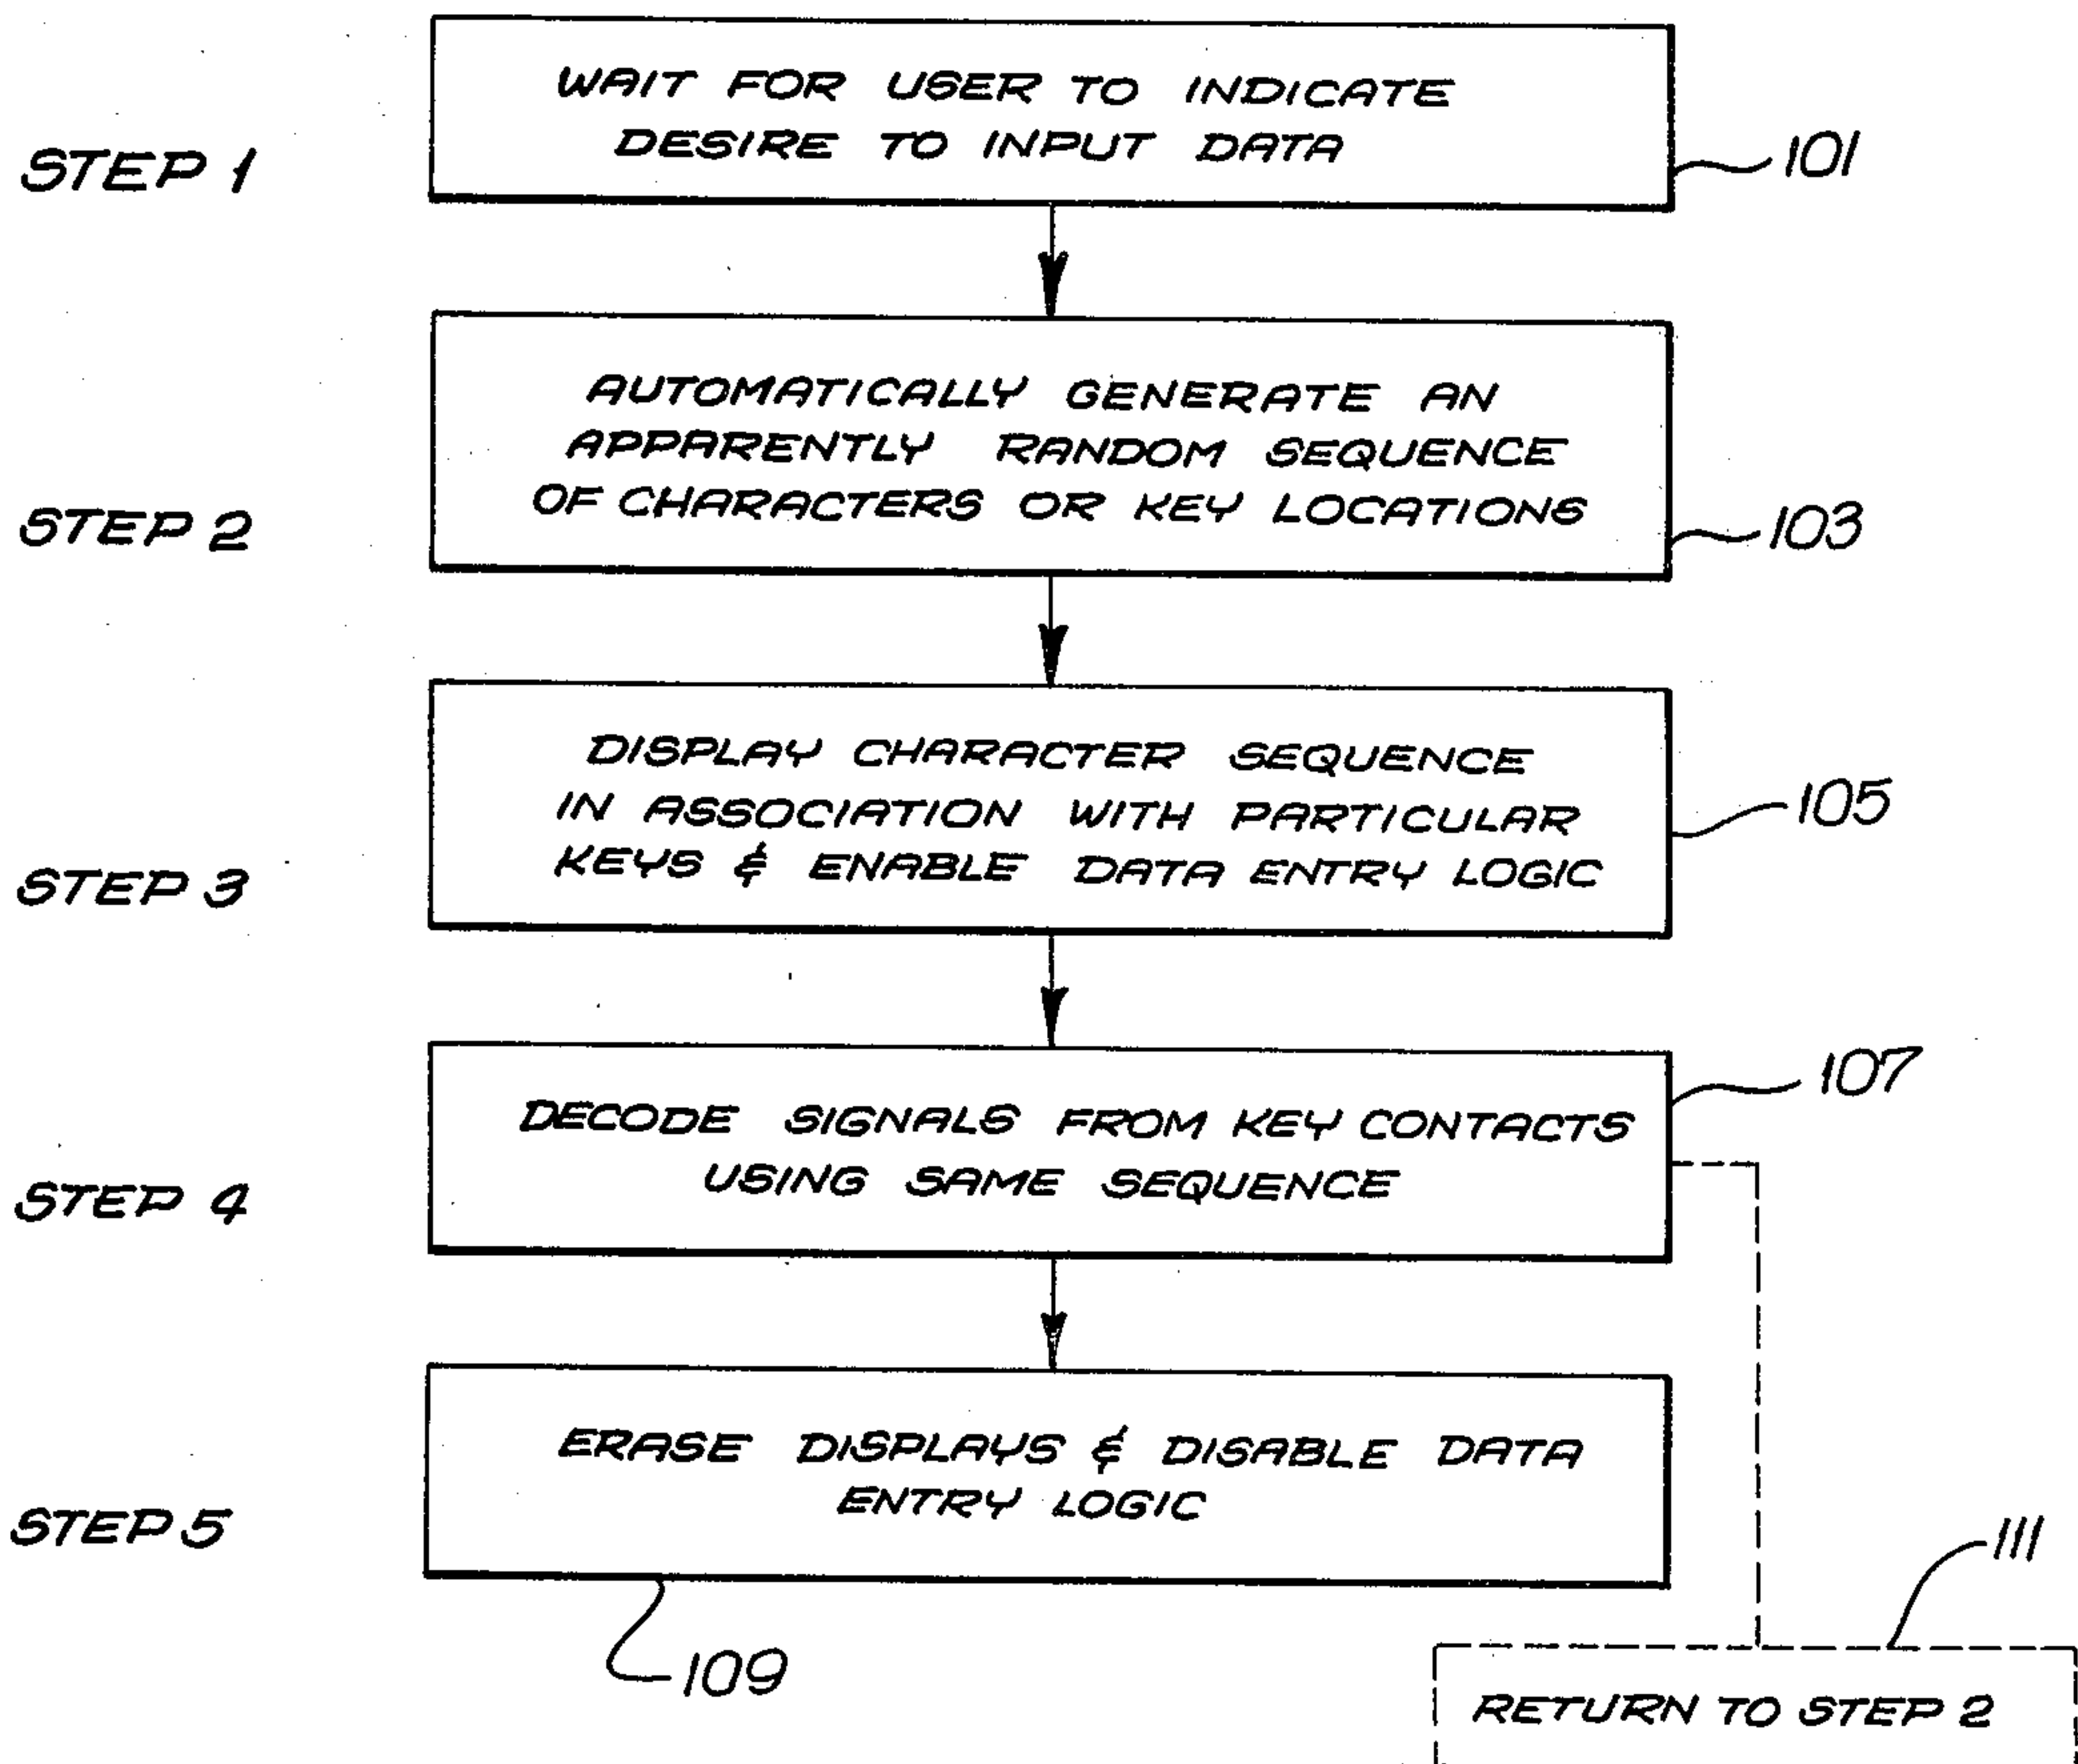 WAIT FOR USER TO INDICATE
DESIRE TO INPUT DATA
STEP 1
101
AUTOMATICALLY GENERATE AN
APPARENTLY RANDOM SEQUENCE
OF CHARACTERS OR KEY LOCATIONS
STEP 2
103
DISPLAY CHARACTER SEQUENCE
IN ASSOCIATION WITH PARTICULAR
KEYS & ENABLE DATA ENTRY LOGIC
STEP 3
105
107
DECODE SIGNALS FROM KEY CONTACTS
USING SAME SEQUENCE
STEP 4
ERASE DISPLAYS & DISABLE DATA
ENTRY LOGIC
STEP 5
111
109
RETURN TO STEP 2